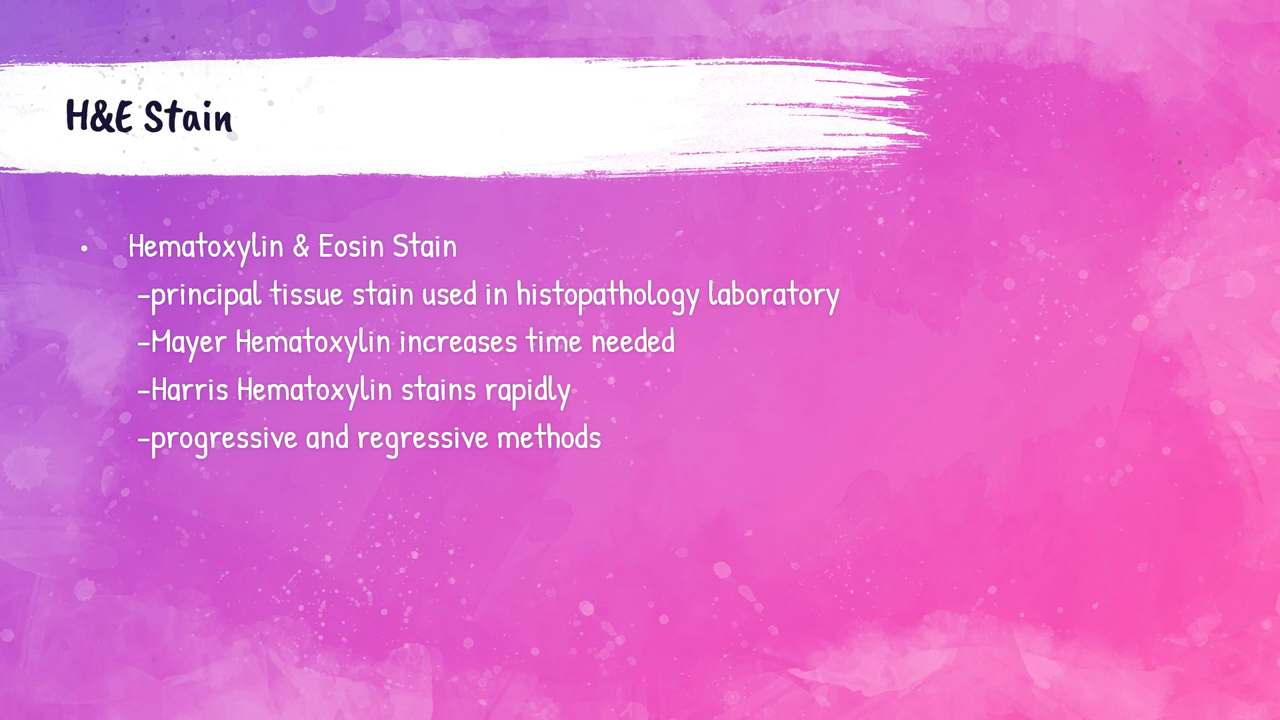 H&E Stain
• Hematoxylin & Eosin Stain
-principal tissue stain used in histopathology laboratory
-Mayer Hematoxylin increases time needed
-Harris Hematoxylin stains rapidly
-progressive and regressive methods